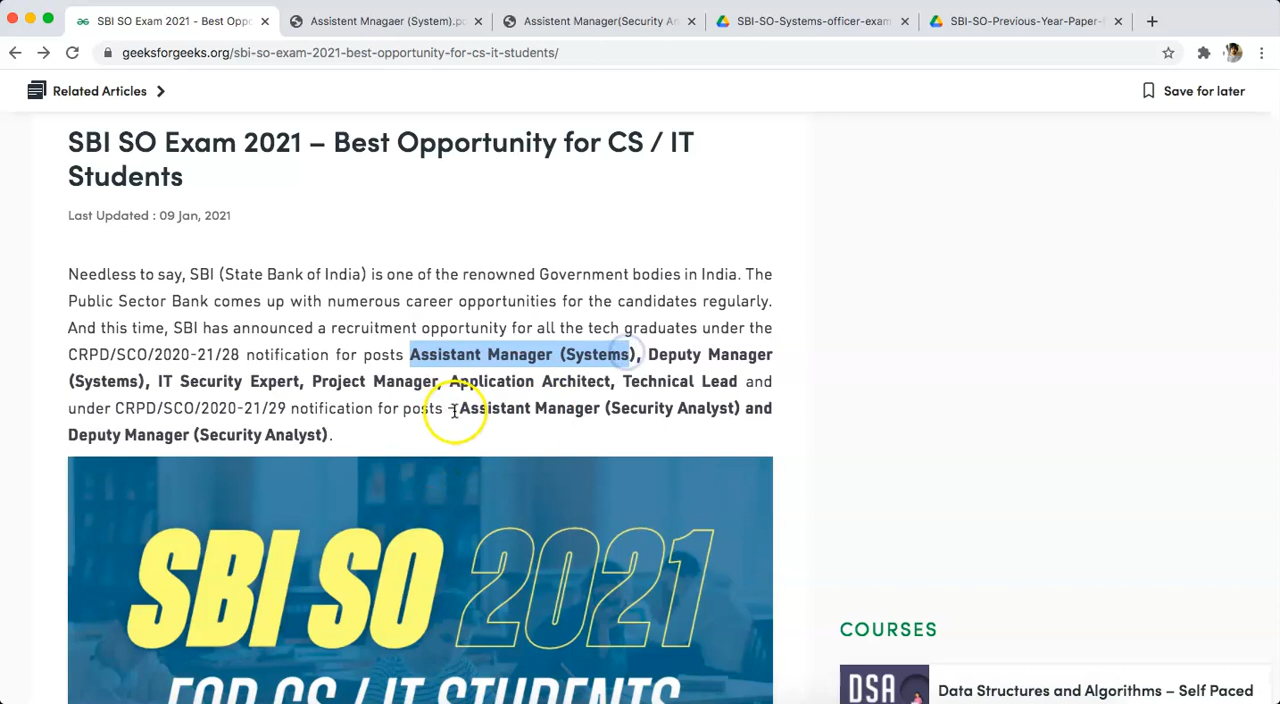 SBI SO Exam 2021 - Best Oppo
Assistent Mnagaer (System).pd
Assistent Manager(Security An
SBI-SO-Systems-officer-exam
SBI-SO-Previous-Year-Paper-
geeksforgeeks.org/sbi-so-exam-2021-best-opportunity-for-cs-it-students/
Related Articles
Save for later
SBI SO Exam 2021 – Best Opportunity for CS / IT
Students
Last Updated : 09 Jan, 2021
Needless to say, SBI (State Bank of India) is one of the renowned Government bodies in India. The
Public Sector Bank comes up with numerous career opportunities for the candidates regularly.
And this time, SBI has announced a recruitment opportunity for all the tech graduates under the
CRPD/SCO/2020-21/28 notification for posts Assistant Manager (Systems), Deputy Manager
(Systems), IT Security Expert, Project Manager, Application Architect, Technical Lead and
under CRPD/SCO/2020-21/29 notification for posts – Assistant Manager (Security Analyst) and
Deputy Manager (Security Analyst).
SBI SO 2021
FOR CS / IT STUDENTS
COURSES
DSA
Data Structures and Algorithms – Self Paced